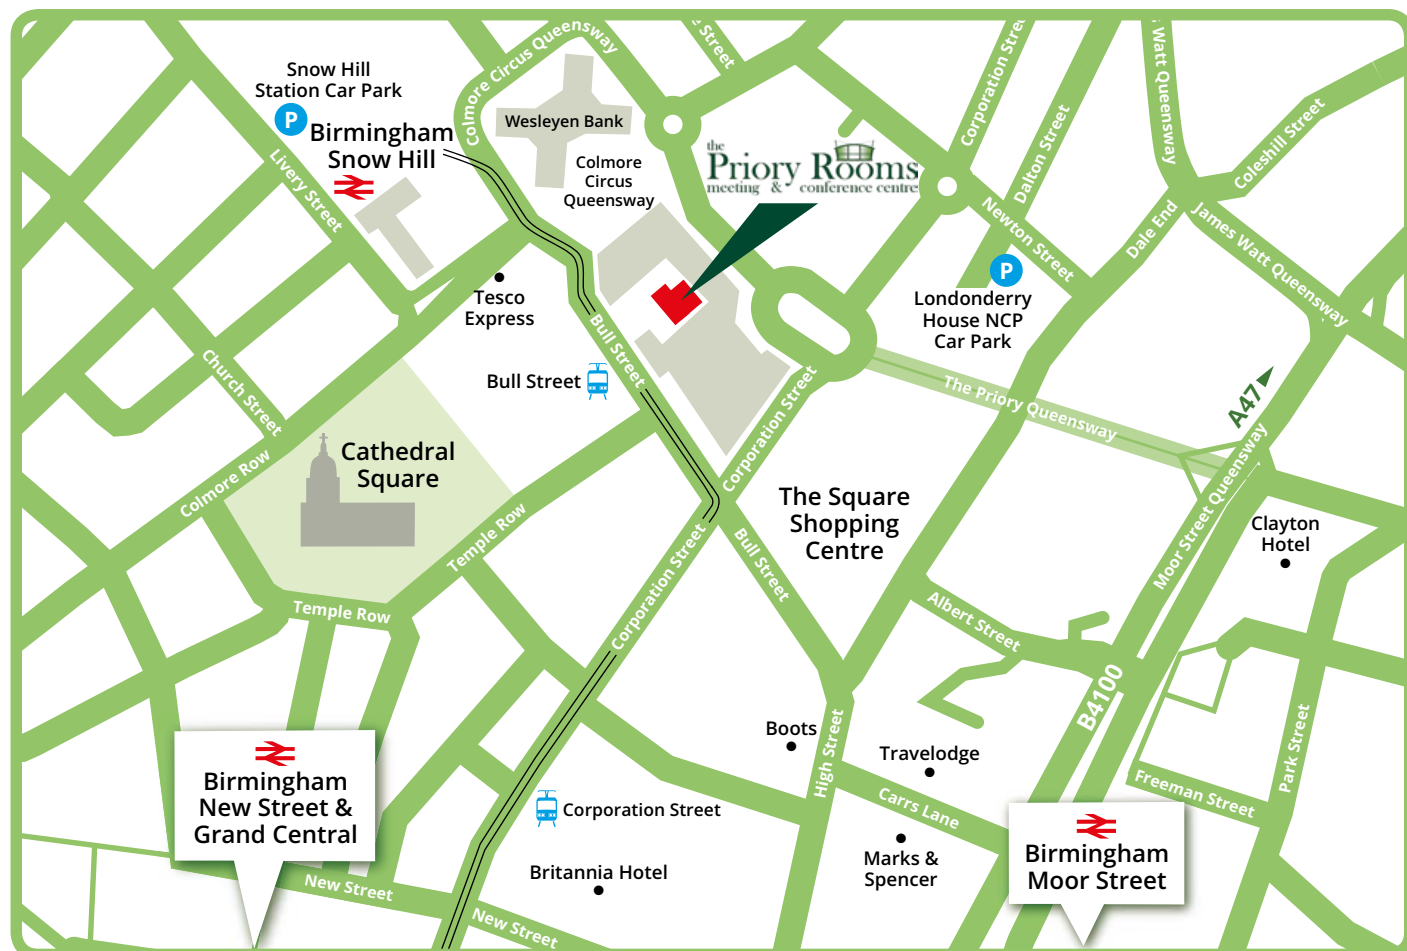 Colmore Circus Queensway
Street
Corporation Stree
Watt Queensway
Snow Hill
Station Car Park
P
Birmingham
Snow Hill
Livery Street
Wesleyen Bank
Colmore
Circus
Queensway
the
Priory Rooms
meeting & conference centre
Dalton Street
Coleshill Street
Newton Street
Dale End
James Watt Queensway
P
Londonderry
House NCP
Car Park
Tesco
Express
Bull Street
Bull Street
Church Street
Colmore Row
Cathedral
Square
Temple Row
Temple Row
Corporation Street
The Priory Queensway
A47
Moor Street Queensway
The Square
Shopping
Centre
Clayton
Hotel
Bull Street
Corporation Street
Albert Street
B4100
Boots
High Street
Travelodge
Carrs Lane
Marks &
Spencer
Freeman Street
Park Street
Birmingham
New Street &
Grand Central
Corporation Street
Britannia Hotel
New Street
New Street
Birmingham
Moor Street